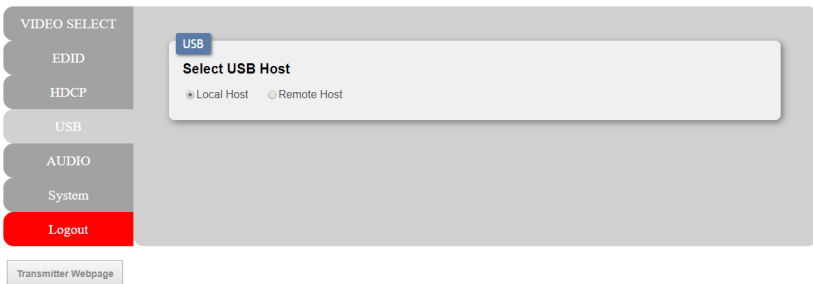 VIDEO SELECT
EDID
HDCP
USB
AUDIO
System
Logout
Transmitter Webpage
USB
Select USB Host
Local Host Remote Host